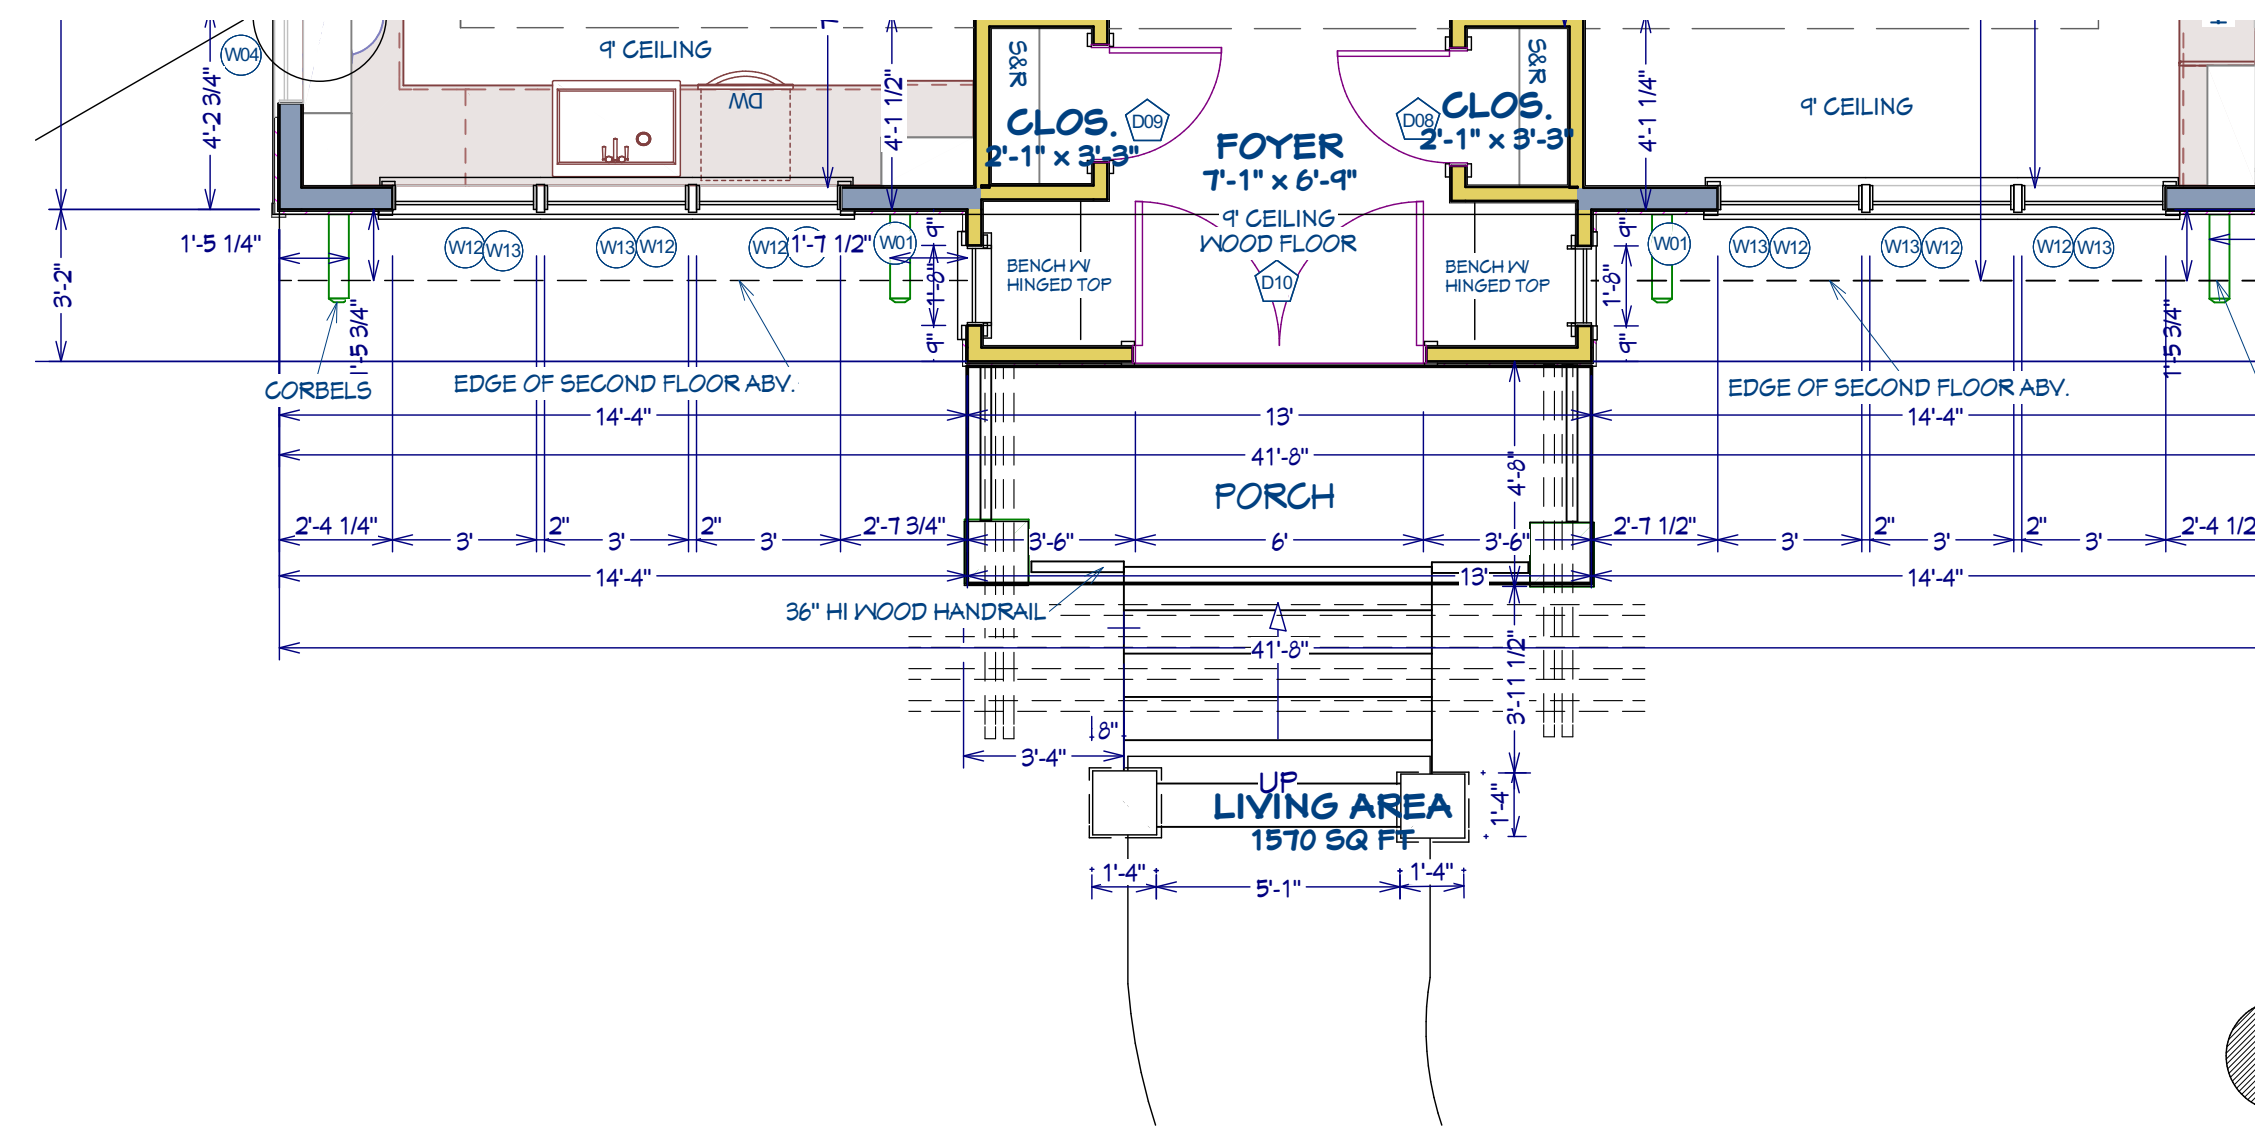 W04
9' CEILING
DW
4'-2 3/4"
4'-1 1/2"
S&R
CLOS.
2'-1" x 3'-3"
D09
FOYER
7'-1" x 6'-9"
9' CEILING
WOOD FLOOR
D10
D08
S&R
CLOS.
2'-1" x 3'-3"
4'-1 1/4"
9' CEILING
1'-5 1/4"
W12
W13
W13
W12
W12
1'-7 1/2"
W01
9"
1'-8"
9"
BENCH W/
HINGED TOP
BENCH W/
HINGED TOP
9"
1'-8"
9"
W01
W13
W12
W13
W12
W12
W13
3'-2"
1'-5 3/4"
1'-5 3/4"
CORBELS
EDGE OF SECOND FLOOR ABV.
EDGE OF SECOND FLOOR ABV.
14'-4"
13'
14'-4"
41'-8"
4'-8"
PORCH
2'-4 1/4"
3'
2"
3'
2"
3'
2'-7 3/4"
3'-6"
6'
3'-6"
2'-7 1/2"
3'
2"
3'
2"
3'
2'-4 1/2
14'-4"
13'
14'-4"
36" HI WOOD HANDRAIL
41'-8"
3'-11 1/2"
8"
3'-4"
UP
LIVING AREA
1570 SQ FT
1'-4"
1'-4"
5'-1"
1'-4"